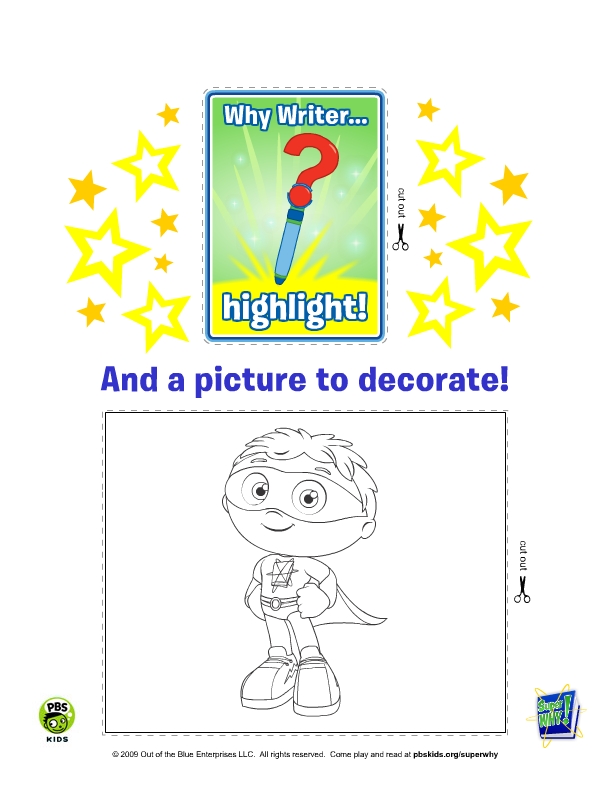 Why Writer...
cut out
highlight!
And a picture to decorate!
cut out
PBS
KIDS
SUPER
WHY!
© 2009 Out of the Blue Enterprises LLC. All rights reserved. Come play and read at pbskids.org/superwhy